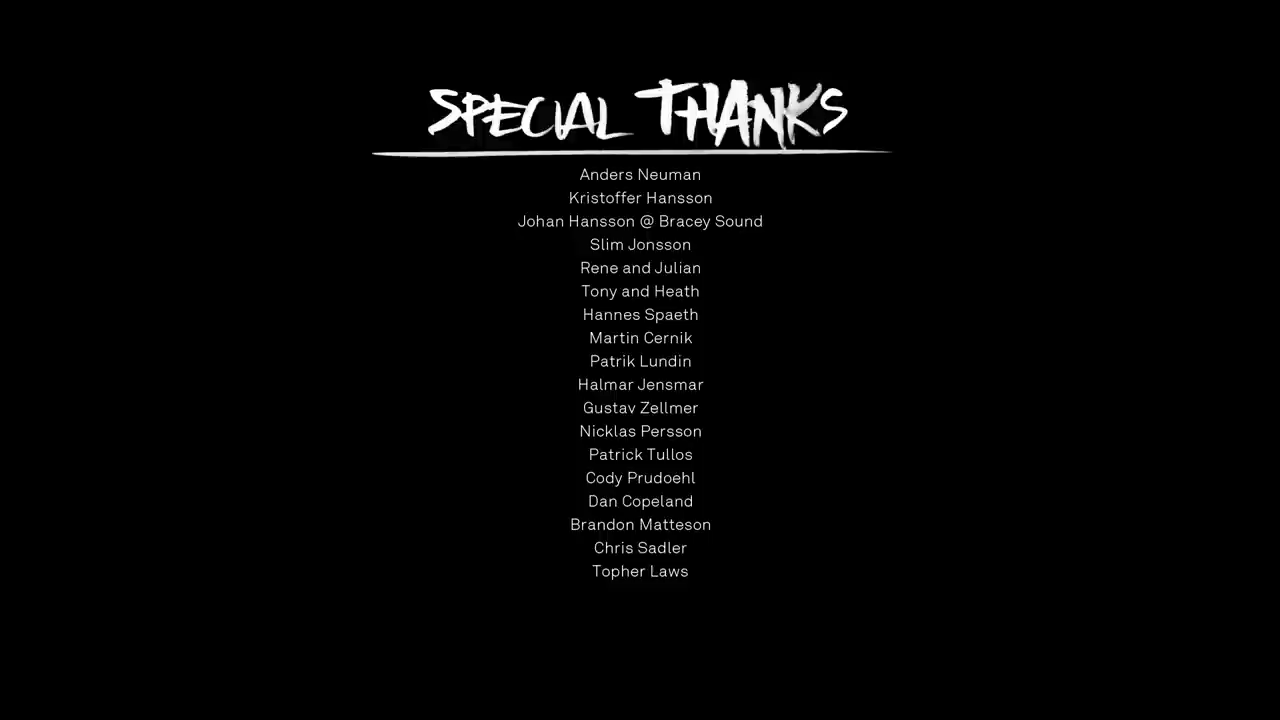 SPECIAL THANKS
Anders Neuman
Kristoffer Hansson
Johan Hansson @ Bracey Sound
Slim Jonsson
Rene and Julian
Tony and Heath
Hannes Spaeth
Martin Cernik
Patrik Lundin
Halmar Jensmar
Gustav Zellmer
Nicklas Persson
Patrick Tullos
Cody Prudoehl
Dan Copeland
Brandon Matteson
Chris Sadler
Topher Laws